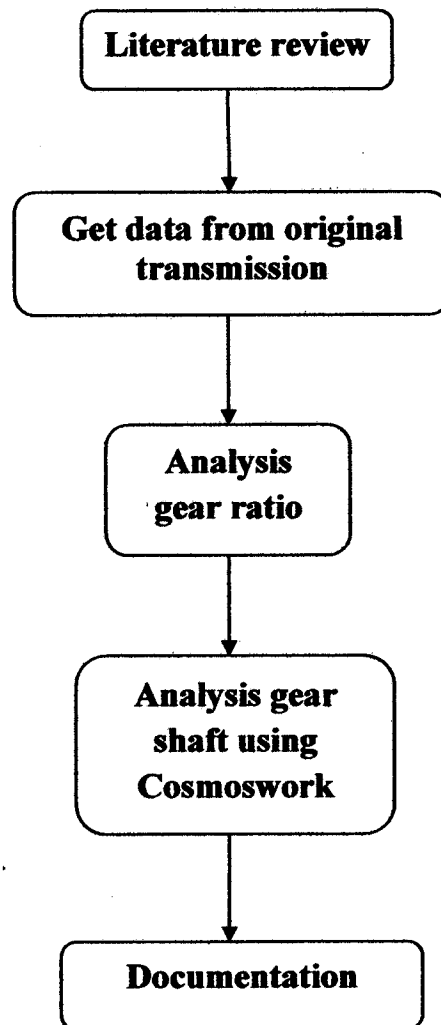 Literature review
Get data from original
transmission
Analysis
gear ratio
Analysis gear
shaft using
Cosmoswork
Documentation